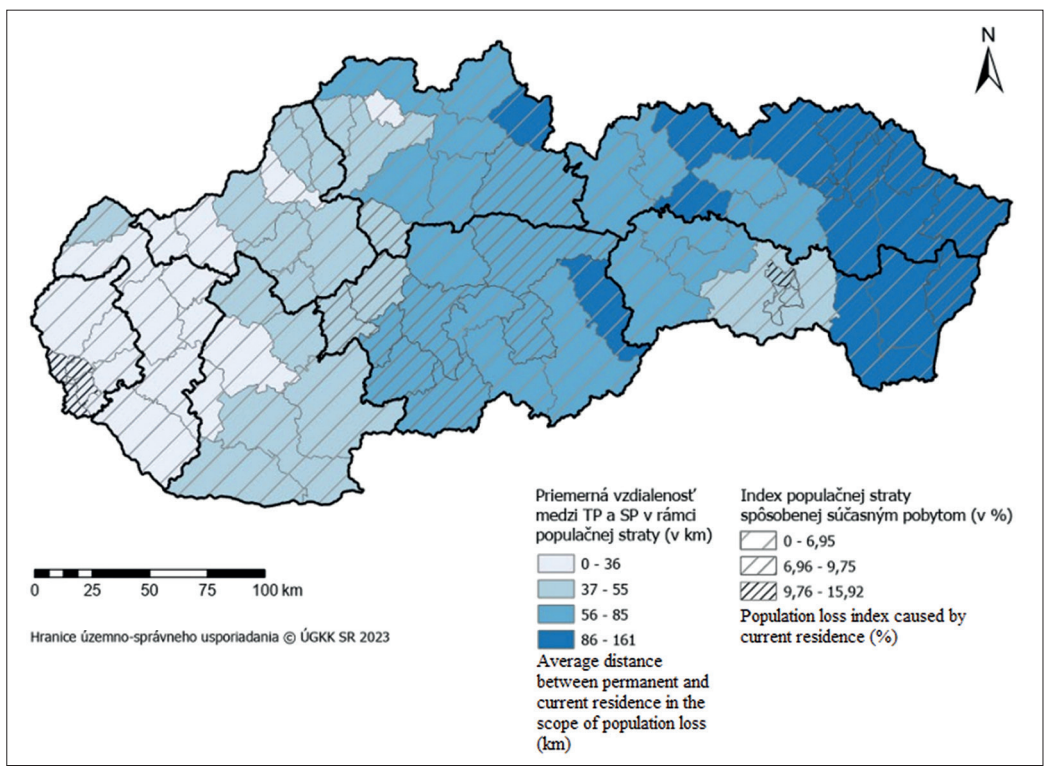 N
Priemerná vzdialenosť
medzi TP a SP v rámci
populačnej straty (v km)
0 - 36
37 - 55
56 - 85
86 - 161
Average distance
between permanent and
current residence in the
scope of population loss
(km)
Index populačnej straty
spôsobenej súčasným pobytom (v %)
0 - 6,95
6,96 - 9,75
9,76 - 15,92
Population loss index caused by
current residence (%)
0 25 50 75 100 km
Hranice územno-správneho usporiadania © ÚGKK SR 2023